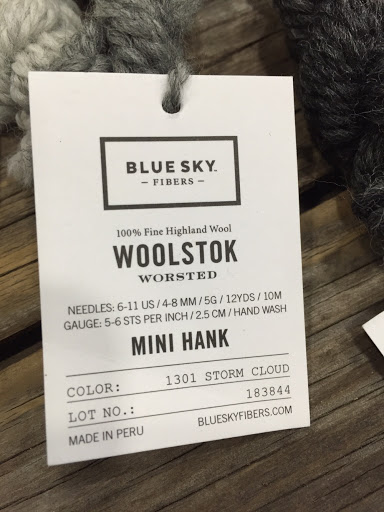 BLUE SKY™
– FIBERS –
100% Fine Highland Wool
WOOLSTOK
WORSTED
NEEDLES: 6-11 US / 4-8 MM / 5G / 12YDS / 10M
GAUGE: 5-6 STS PER INCH / 2.5 CM / HAND WASH
MINI HANK
COLOR: 1301 STORM CLOUD
LOT NO.: 183844
MADE IN PERU BLUESKYFIBERS.COM